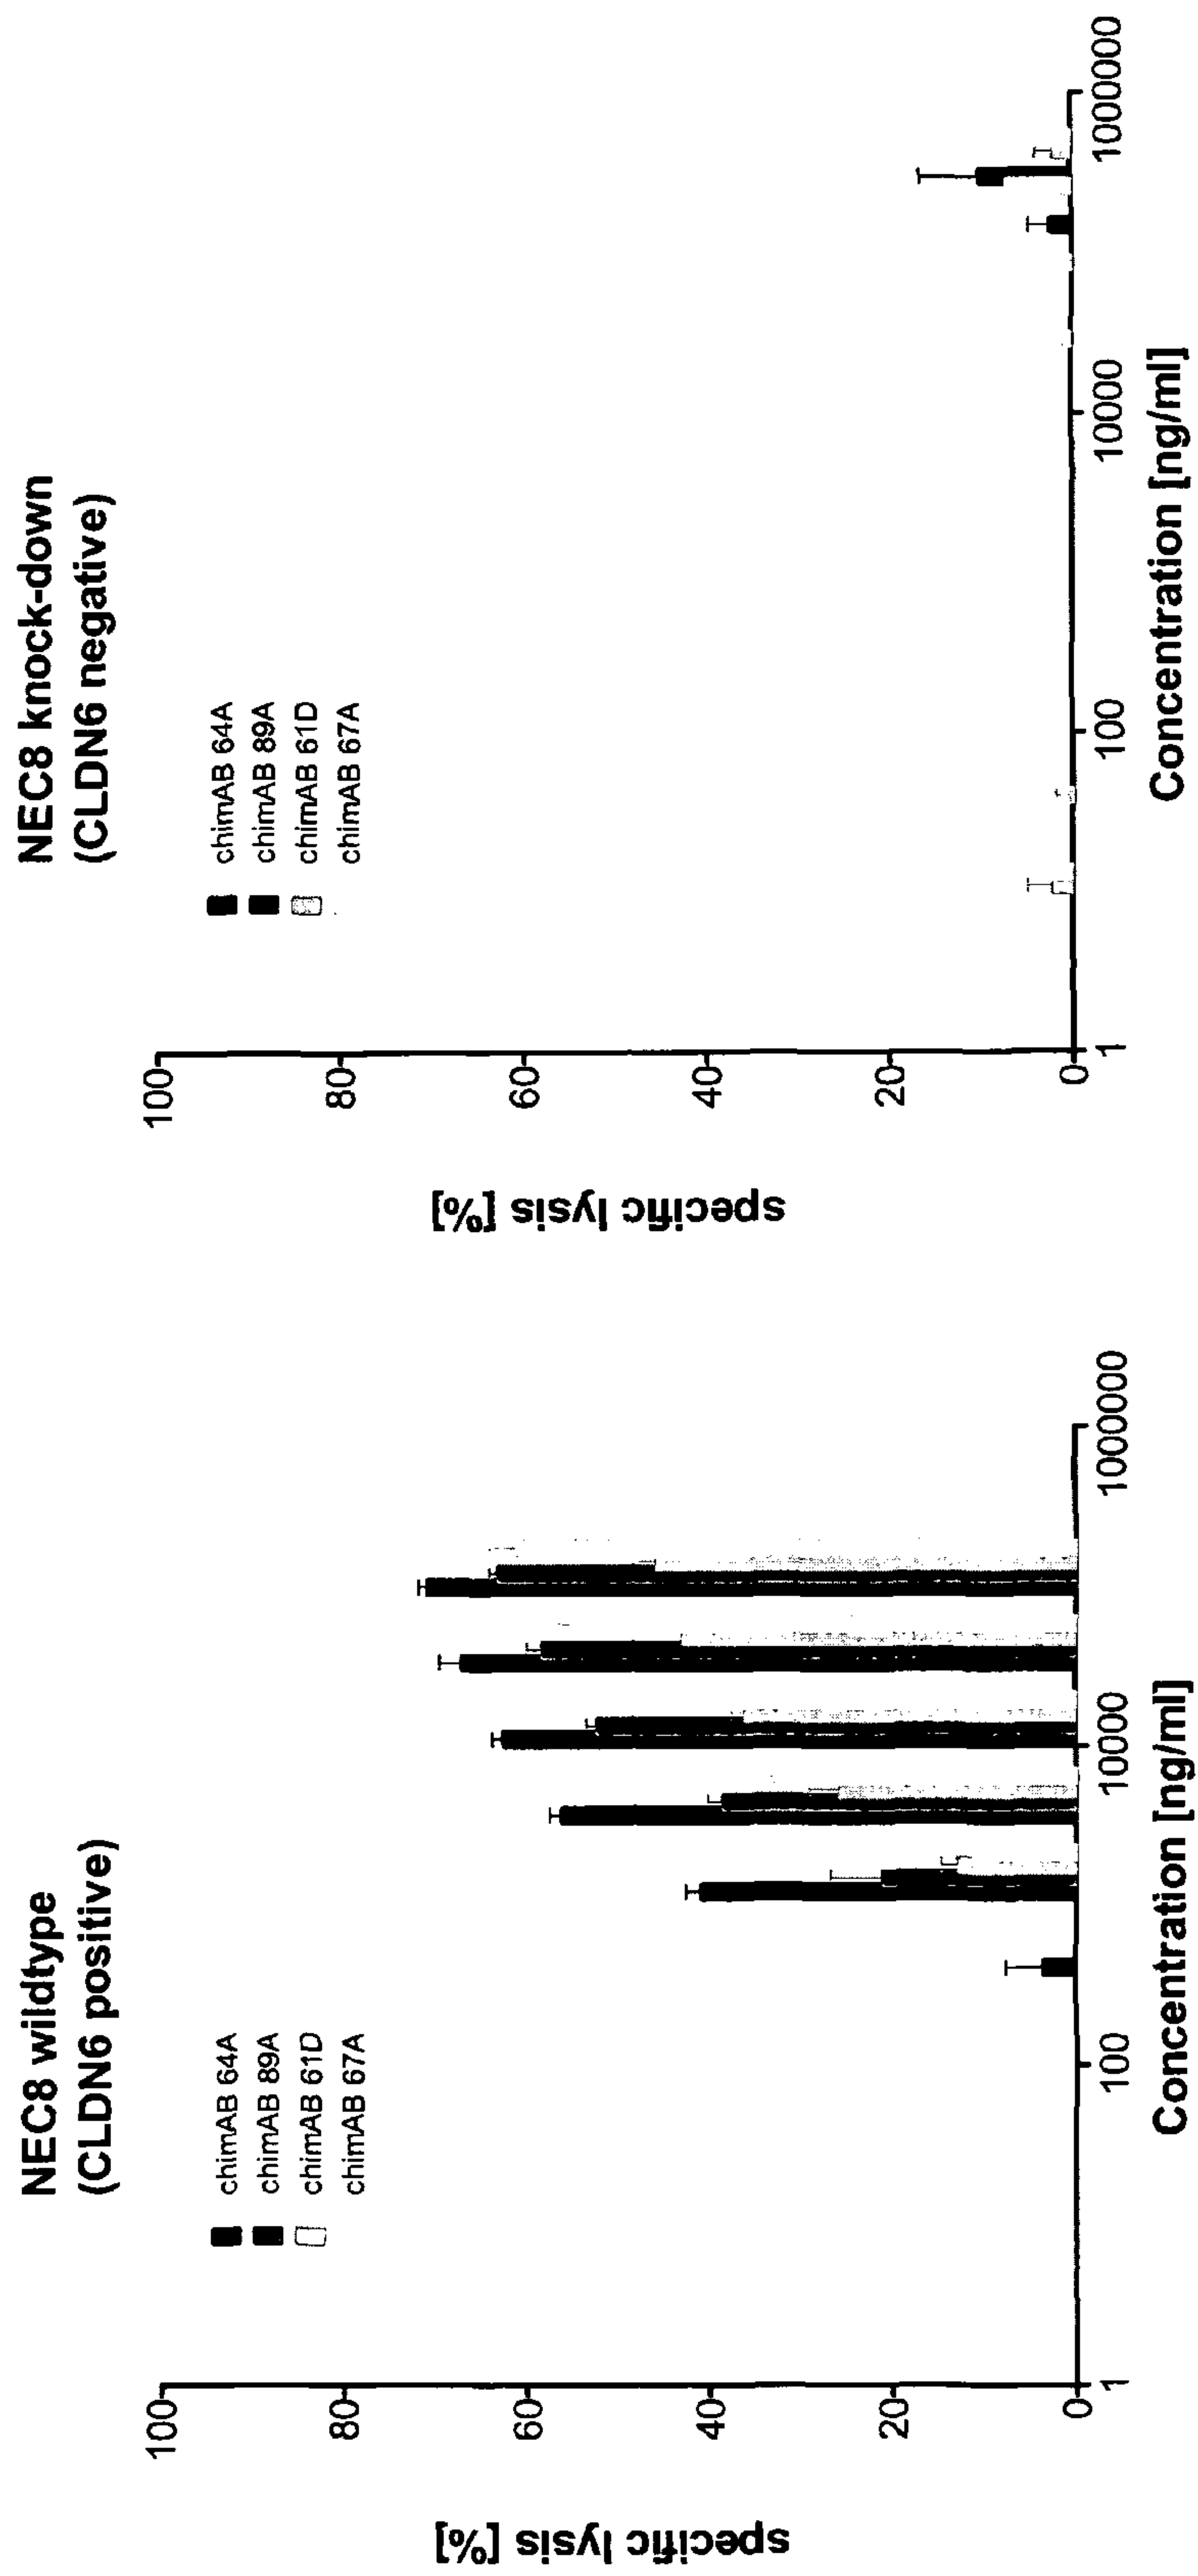 NEC8 wildtype
(CLDN6 positive)
chimAB 64A
chimAB 89A
chimAB 61D
chimAB 67A
specific lysis [%]
100
80
60
40
20
0
1
100
10000
1000000
Concentration [ng/ml]
NEC8 knock-down
(CLDN6 negative)
chimAB 64A
chimAB 89A
chimAB 61D
chimAB 67A
specific lysis [%]
100
80
60
40
20
0
1
100
10000
1000000
Concentration [ng/ml]